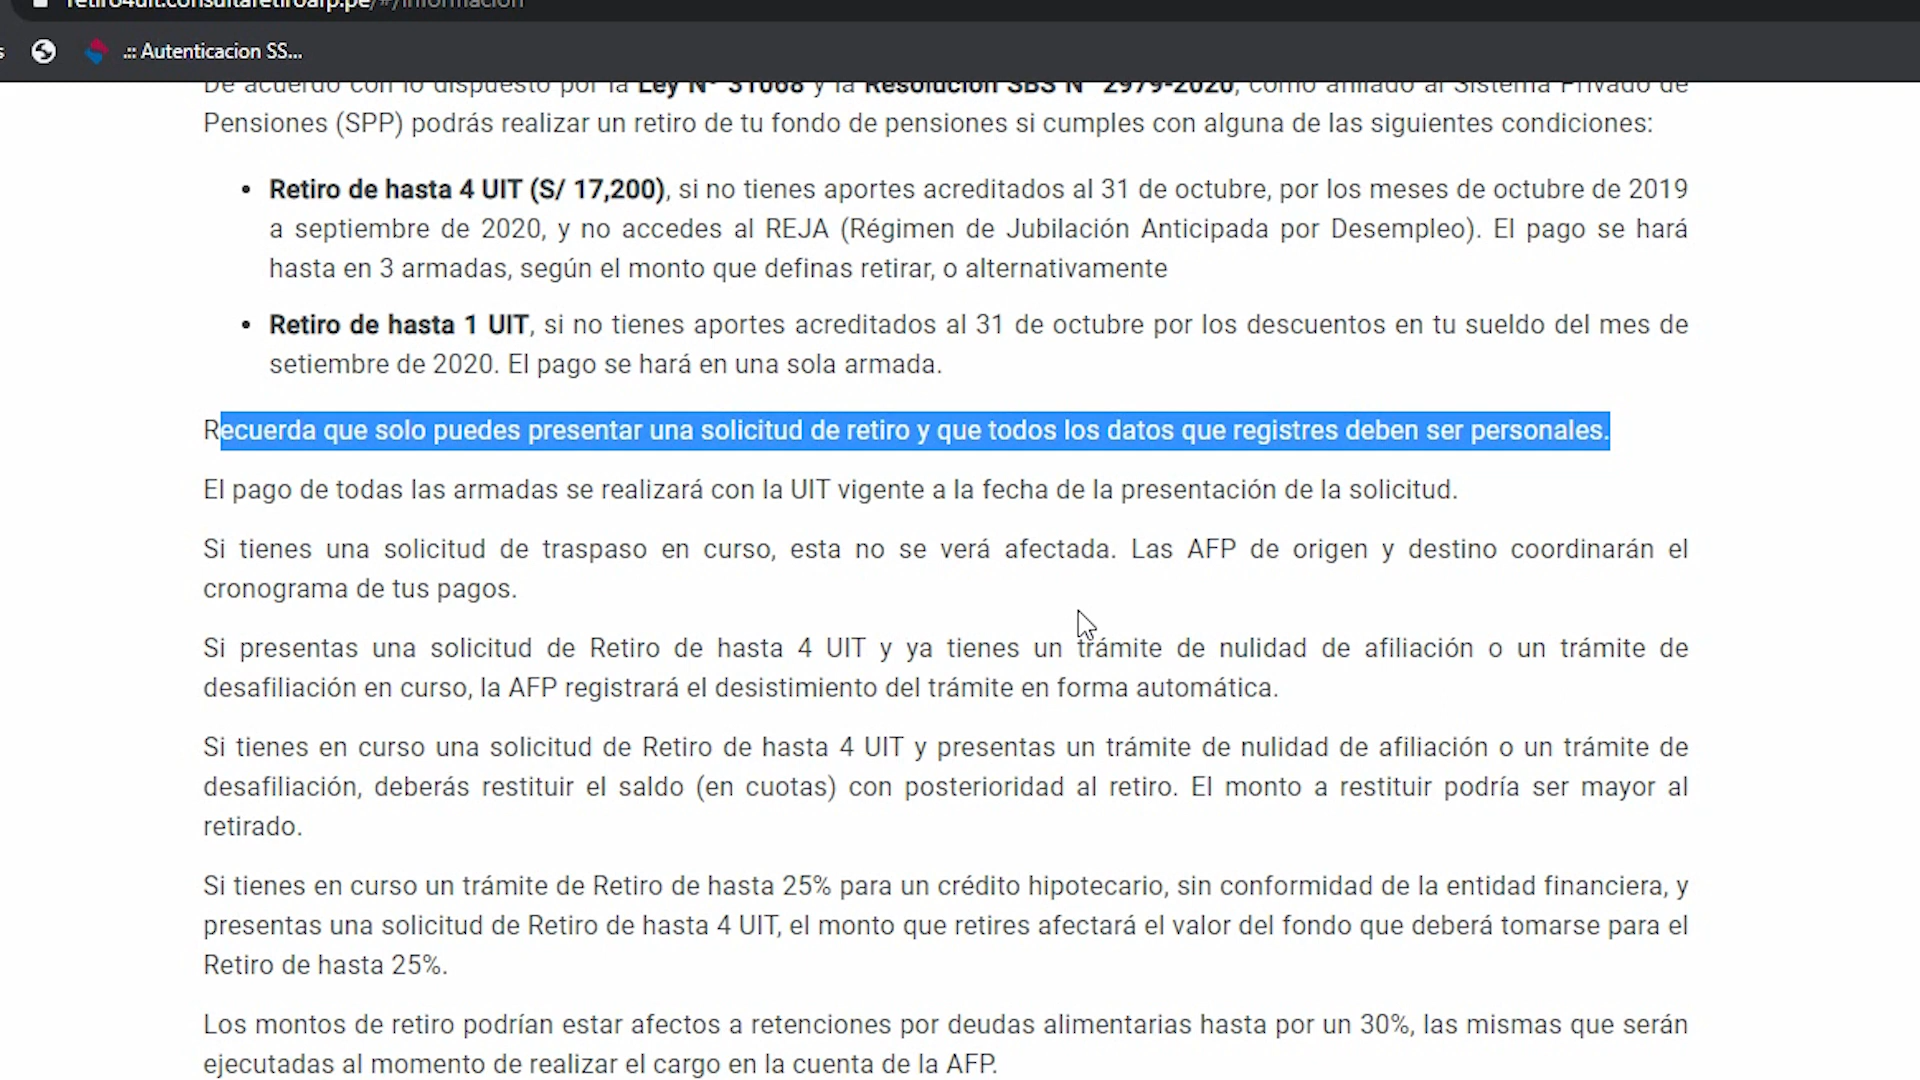 retiro4uit.consultaretiroafp.pe/#/informacion
.:: Autenticacion SS...
De acuerdo con lo dispuesto por la Ley N° 31068 y la Resolución SBS N° 2979-2020, como afiliado al Sistema Privado de
Pensiones (SPP) podrás realizar un retiro de tu fondo de pensiones si cumples con alguna de las siguientes condiciones:
• Retiro de hasta 4 UIT (S/ 17,200), si no tienes aportes acreditados al 31 de octubre, por los meses de octubre de 2019
a septiembre de 2020, y no accedes al REJA (Régimen de Jubilación Anticipada por Desempleo). El pago se hará
hasta en 3 armadas, según el monto que definas retirar, o alternativamente
• Retiro de hasta 1 UIT, si no tienes aportes acreditados al 31 de octubre por los descuentos en tu sueldo del mes de
setiembre de 2020. El pago se hará en una sola armada.
Recuerda que solo puedes presentar una solicitud de retiro y que todos los datos que registres deben ser personales.
El pago de todas las armadas se realizará con la UIT vigente a la fecha de la presentación de la solicitud.
Si tienes una solicitud de traspaso en curso, esta no se verá afectada. Las AFP de origen y destino coordinarán el
cronograma de tus pagos.
Si presentas una solicitud de Retiro de hasta 4 UIT y ya tienes un trámite de nulidad de afiliación o un trámite de
desafiliación en curso, la AFP registrará el desistimiento del trámite en forma automática.
Si tienes en curso una solicitud de Retiro de hasta 4 UIT y presentas un trámite de nulidad de afiliación o un trámite de
desafiliación, deberás restituir el saldo (en cuotas) con posterioridad al retiro. El monto a restituir podría ser mayor al
retirado.
Si tienes en curso un trámite de Retiro de hasta 25% para un crédito hipotecario, sin conformidad de la entidad financiera, y
presentas una solicitud de Retiro de hasta 4 UIT, el monto que retires afectará el valor del fondo que deberá tomarse para el
Retiro de hasta 25%.
Los montos de retiro podrían estar afectos a retenciones por deudas alimentarias hasta por un 30%, las mismas que serán
ejecutadas al momento de realizar el cargo en la cuenta de la AFP.